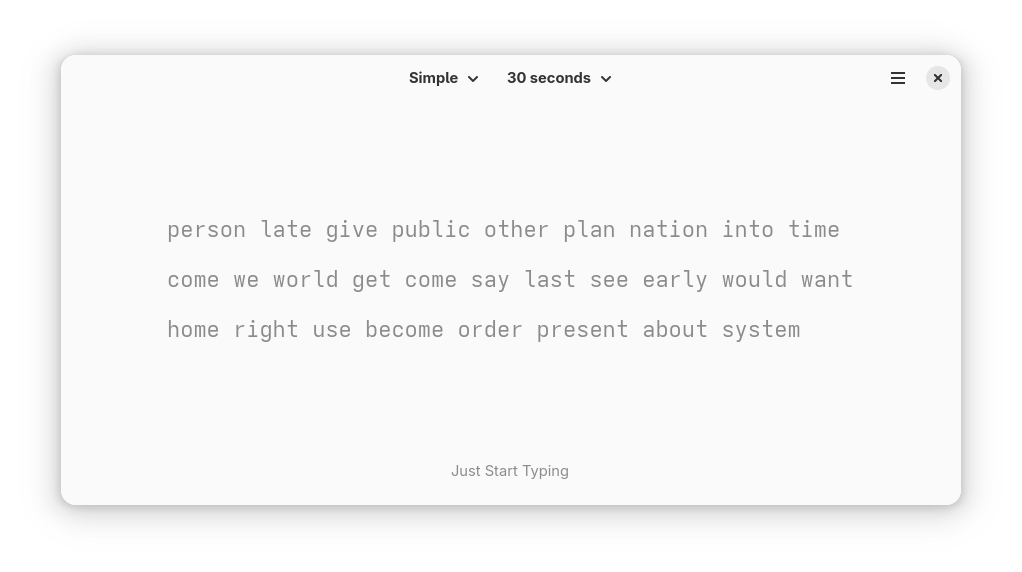 Simple 30 seconds
person late give public other plan nation into time
come we world get come say last see early would want
home right use become order present about system
Just Start Typing